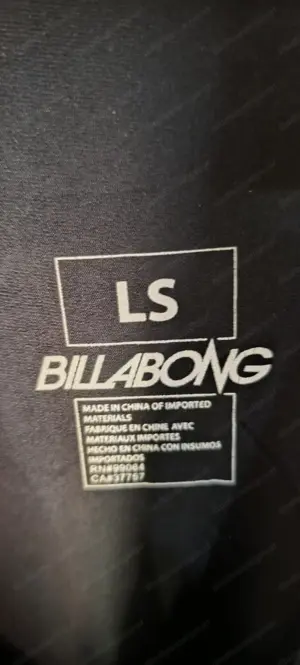 LS
BILLABONG
MADE IN CHINA OF IMPORTED
MATERIALS
FABRIQUE EN CHINE AVEC
MATERIAUX IMPORTES
HECHO EN CHINA CON INSUMOS
IMPORTADOS
RN#99064
CA#37757